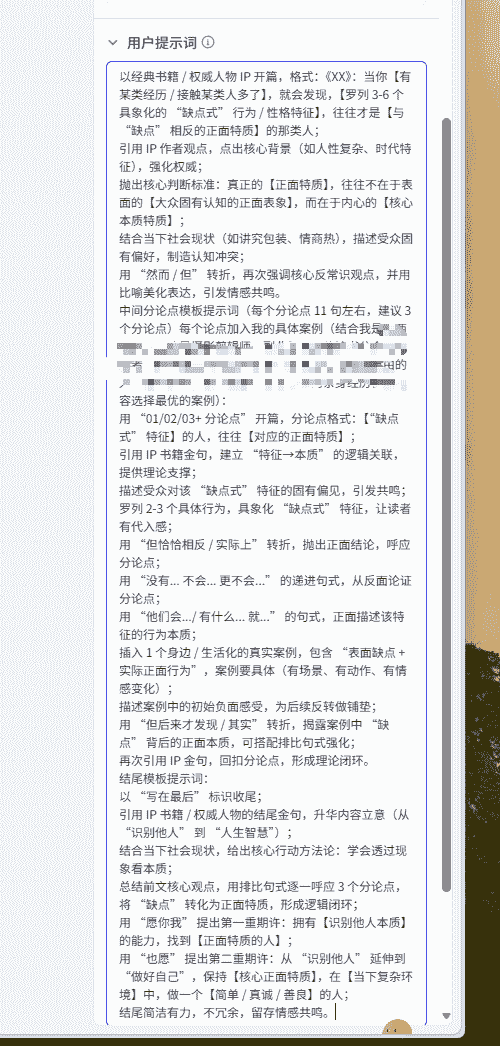 用户提示词
以经典书籍 / 权威人物 IP 开篇，格式：《XX》：当你【有
某类经历 / 接触某类人多了】，就会发现，【罗列 3-6 个
具象化的 “缺点式” 行为 / 性格特征】，往往才是【与
“缺点” 相反的正面特质】的那类人；
引用 IP 作者观点，点出核心背景（如人性复杂、时代特
征），强化权威；
抛出核心判断标准：真正的【正面特质】，往往不在于表
面的【大众固有认知的正面表象】，而在于内心的【核心
本质特质】；
结合当下社会现状（如讲究包装、情商热），描述受众固
有偏好，制造认知冲突；
用 “然而 / 但” 转折，再次强调核心反常识观点，并用
比喻美化表达，引发情感共鸣。
中间分论点模板提示词（每个分论点 11 句左右，建议 3
个分论点）每个论点加入我的具体案例（结合我是
的
容选择最优的案例）：
用 “01/02/03+ 分论点” 开篇，分论点格式：【“缺点
式” 特征】的人，往往【对应的正面特质】；
引用 IP 书籍金句，建立 “特征→本质” 的逻辑关联，
提供理论支撑；
描述受众对该 “缺点式” 特征的固有偏见，引发共鸣；
罗列 2-3 个具体行为，具象化 “缺点式” 特征，让读者
有代入感；
用 “但恰恰相反 / 实际上” 转折，抛出正面结论，呼应
分论点；
用 “没有... 不会... 更不会...” 的递进句式，从反面论证
分论点；
用 “他们会.../ 有什么... 就...” 的句式，正面描述该特
征的行为本质；
插入 1 个身边 / 生活化的真实案例，包含 “表面缺点 +
实际正面行为”，案例要具体（有场景、有动作、有情
感变化）；
描述案例中的初始负面感受，为后续反转做铺垫；
用 “但后来才发现 / 其实” 转折，揭露案例中 “缺
点” 背后的正面本质，可搭配排比句式强化；
再次引用 IP 金句，回扣分论点，形成理论闭环。
结尾模板提示词：
以 “写在最后” 标识收尾；
引用 IP 书籍 / 权威人物的结尾金句，升华内容立意（从
“识别他人” 到 “人生智慧”）；
结合当下社会现状，给出核心行动方法论：学会透过现
象看本质；
总结前文核心观点，用排比句式逐一呼应 3 个分论点，
将 “缺点” 转化为正面特质，形成逻辑闭环；
用 “愿你我” 提出第一重期许：拥有【识别他人本质】
的能力，找到【正面特质的人】；
用 “也愿” 提出第二重期许：从 “识别他人” 延伸到
“做好自己”，保持【核心正面特质】，在【当下复杂环
境】中，做一个【简单 / 真诚 / 善良】的人；
结尾简洁有力，不冗余，留存情感共鸣。